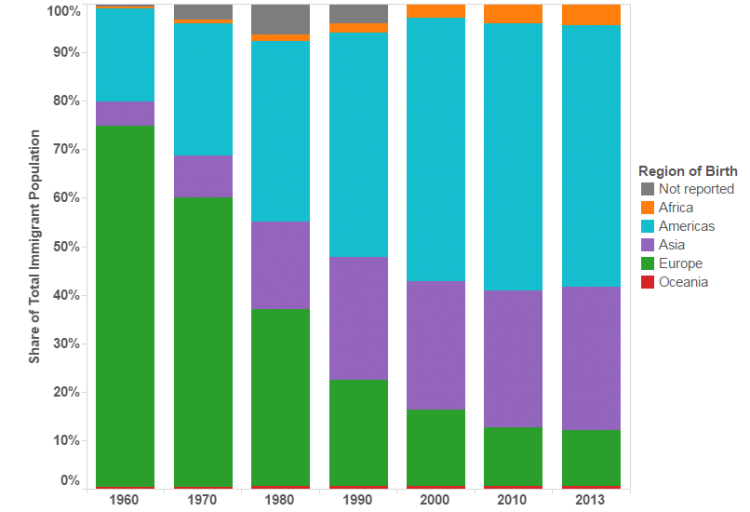 100%
90%
80%
70%
60%
50%
40%
30%
20%
10%
0%
Share of Total Immigrant Population
1960 1970 1980 1990 2000 2010 2013
Region of Birth
Not reported
Africa
Americas
Asia
Europe
Oceania